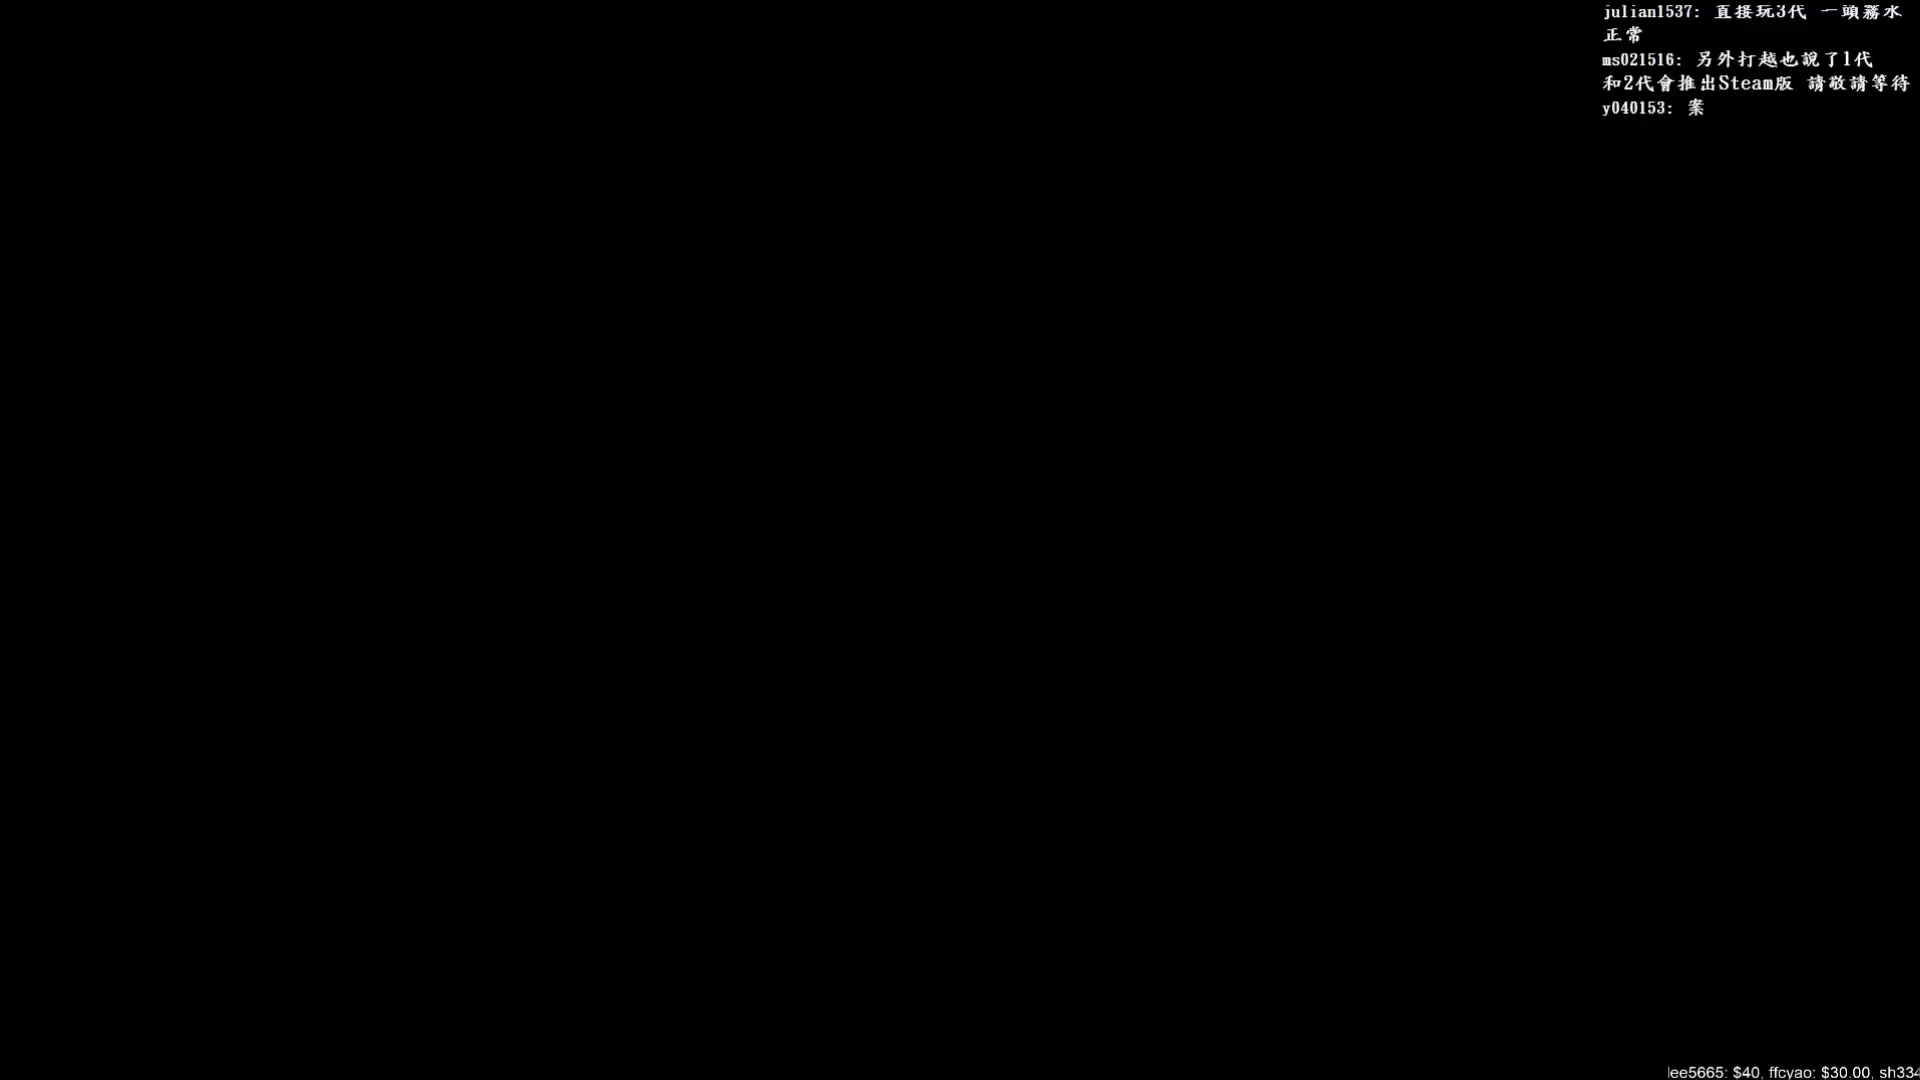 julian1537: 直接玩3代 一頭霧水
正常
ms021516: 另外打越也說了1代
和2代會推出Steam版 請敬請等待
y040153: 案
lee5665: $40, ffcyao: $30.00, sh334